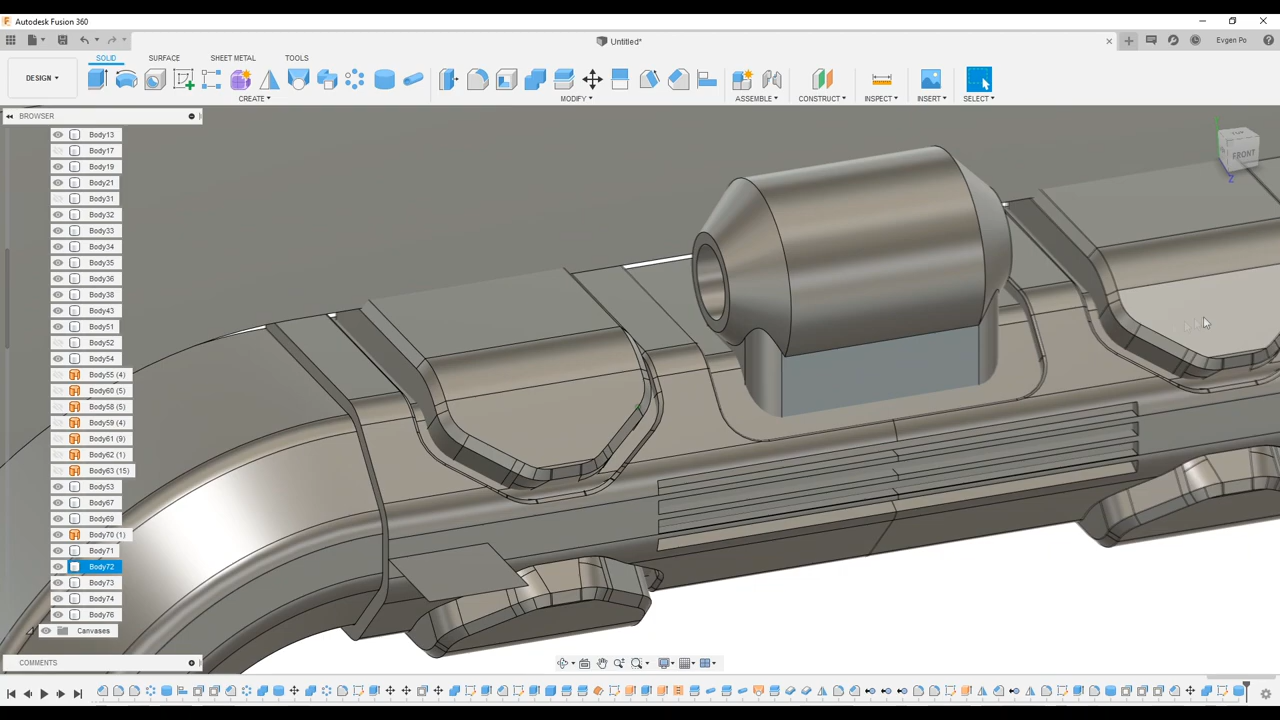 Autodesk Fusion 360
Untitled*
Evgen Po
DESIGN
SOLID
SURFACE
SHEET METAL
TOOLS
CREATE
MODIFY
ASSEMBLE
CONSTRUCT
INSPECT
INSERT
SELECT
BROWSER
FRONT
Z
Body13
Body17
Body19
Body21
Body31
Body32
Body33
Body34
Body35
Body36
Body38
Body43
Body51
Body52
Body54
Body55 (4)
Body60 (5)
Body58 (5)
Body59 (4)
Body61 (9)
Body62 (1)
Body63 (15)
Body53
Body67
Body69
Body70 (1)
Body71
Body72
Body73
Body74
Body76
Canvases
COMMENTS